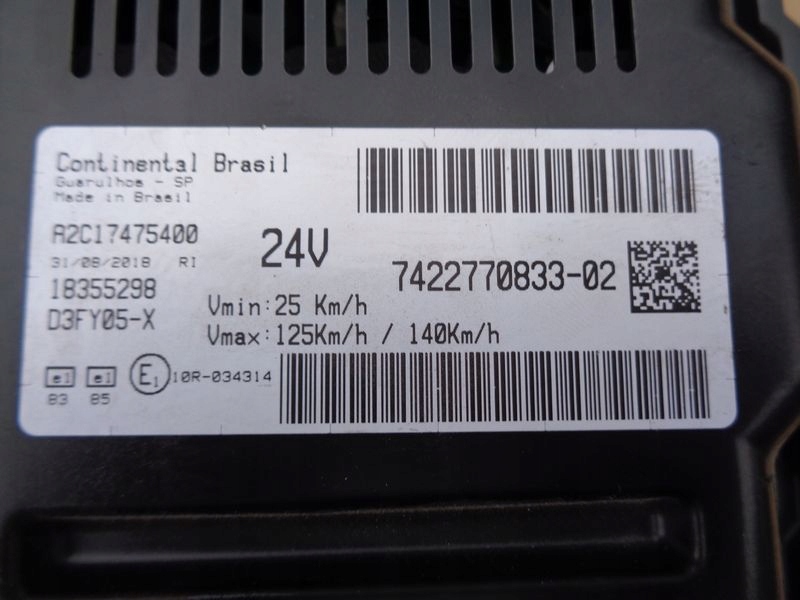 Continental Brasil
Guarulhos - SP
Made in Brasil
A2C17475400
31/08/2018 RI
18355298
D3FY05-X
24V
7422770833-02
Vmin: 25 Km/h
Vmax: 125Km/h / 140Km/h
e1 e1 E1 10R-034314
83 85